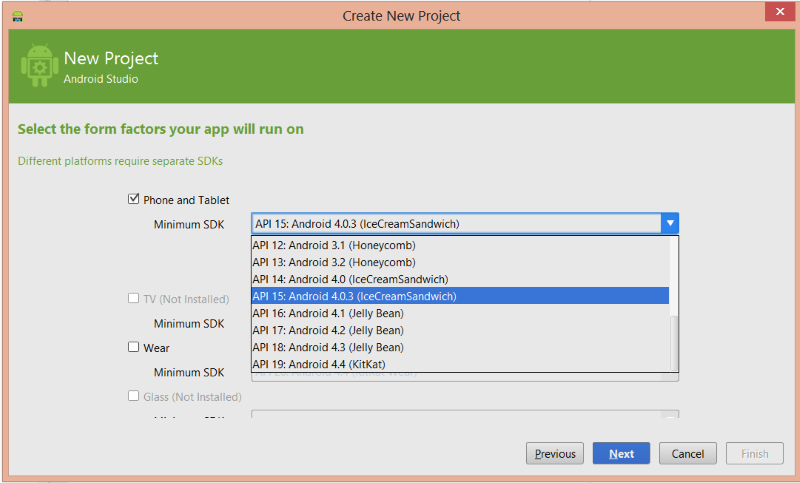 Create New Project
New Project
Android Studio
Select the form factors your app will run on
Different platforms require separate SDKs
Phone and Tablet
Minimum SDK
API 15: Android 4.0.3 (IceCreamSandwich)
API 12: Android 3.1 (Honeycomb)
API 13: Android 3.2 (Honeycomb)
API 14: Android 4.0 (IceCreamSandwich)
API 15: Android 4.0.3 (IceCreamSandwich)
API 16: Android 4.1 (Jelly Bean)
API 17: Android 4.2 (Jelly Bean)
API 18: Android 4.3 (Jelly Bean)
API 19: Android 4.4 (KitKat)
TV (Not Installed)
Minimum SDK
Wear
Minimum SDK
Glass (Not Installed)
Previous
Next
Cancel
Finish